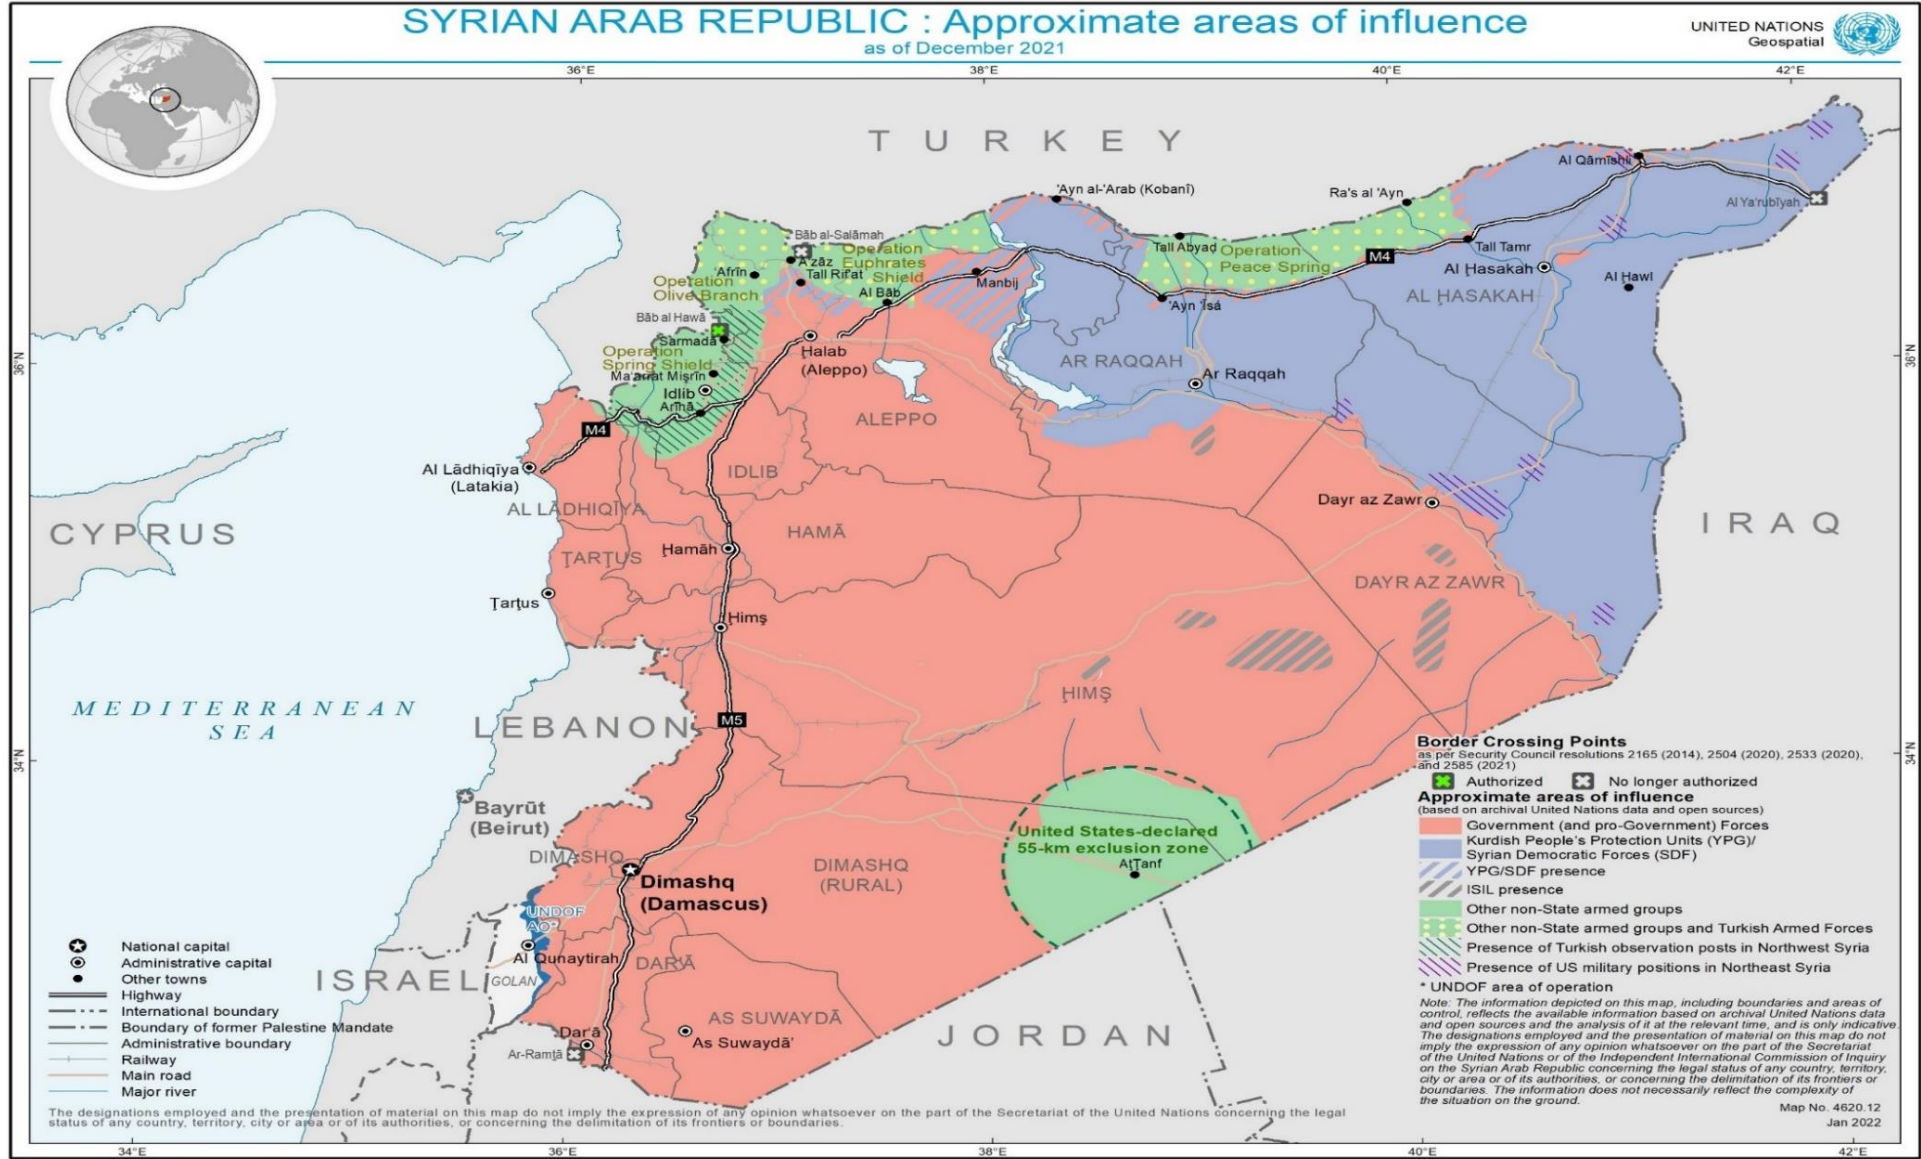 SYRIAN ARAB REPUBLIC : Approximate areas of influence
as of December 2021
UNITED NATIONS
Geospatial
36°E
38°E
40°E
42°E
TURKEY
Al Qāmishlī
'Ayn al-'Arab (Kobanî)
Ra's al 'Ayn
Al Ya'rubīyah
Bāb al-Salāmah
Operation
Euphrates
Shield
Tall Abyad
Operation
Peace Spring
Tall Tamr
M4
A'zāz
'Afrīn
Tall Rif'at
Al Ḩasakah
Al Ḩawl
Operation
Olive Branch
Manbij
Al Bāb
AL ḨASAKAH
'Ayn 'Īsá
Bāb al Hawā
Sarmadā
Operation
Spring Shield
Ḩalab
(Aleppo)
36°N
36°N
AR RAQQAH
Ar Raqqah
Ma'arrat Mişrīn
Idlib
Arīḩā
ALEPPO
M4
Al Lādhiqīya
(Latakia)
IDLIB
AL LĀDHIQĪYA
Dayr az Zawr
CYPRUS
IRAQ
HAMĀ
Ḩamāh
ŢARŢUS
DAYR AZ ZAWR
Ţarţus
Ḩimş
ḨIMŞ
MEDITERRANEAN
SEA
LEBANON
M5
34°N
34°N
Bayrūt
(Beirut)
United States-declared
55-km exclusion zone
AţŢanf
DIMASHQ
DIMASHQ
(RURAL)
Dimashq
(Damascus)
UNDOF
AO*
Al Qunayţirah
DAR'Ā
ISRAEL
GOLAN
AS SUWAYDĀ
As Suwaydā'
Dar'ā
Ar-Ramţā
JORDAN
Border Crossing Points
as per Security Council resolutions 2165 (2014), 2504 (2020), 2533 (2020),
and 2585 (2021)
Authorized
No longer authorized
Approximate areas of influence
(based on archival United Nations data and open sources)
Government (and pro-Government) Forces
Kurdish People's Protection Units (YPG)/
Syrian Democratic Forces (SDF)
YPG/SDF presence
ISIL presence
Other non-State armed groups
Other non-State armed groups and Turkish Armed Forces
Presence of Turkish observation posts in Northwest Syria
Presence of US military positions in Northeast Syria
* UNDOF area of operation
Note: The information depicted on this map, including boundaries and areas of
control, reflects the available information based on archival United Nations data
and open sources and the analysis of it at the relevant time, and is only indicative.
The designations employed and the presentation of material on this map do not
imply the expression of any opinion whatsoever on the part of the Secretariat
of the United Nations or of the Independent International Commission of Inquiry
on the Syrian Arab Republic concerning the legal status of any country, territory,
city or area or of its authorities, or concerning the delimitation of its frontiers or
boundaries. The information does not necessarily reflect the complexity of
the situation on the ground.
Map No. 4620.12
Jan 2022
National capital
Administrative capital
Other towns
Highway
International boundary
Boundary of former Palestine Mandate
Administrative boundary
Railway
Main road
Major river
The designations employed and the presentation of material on this map do not imply the expression of any opinion whatsoever on the part of the Secretariat of the United Nations concerning the legal
status of any country, territory, city or area or of its authorities, or concerning the delimitation of its frontiers or boundaries.
34°E
36°E
38°E
40°E
42°E